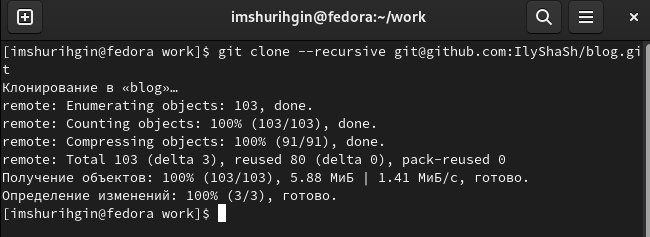 imshurihgin@fedora:~/work
[imshurihgin@fedora work]$ git clone --recursive git@github.com:IlyShaSh/blog.gi
t
Клонирование в «blog»…
remote: Enumerating objects: 103, done.
remote: Counting objects: 100% (103/103), done.
remote: Compressing objects: 100% (91/91), done.
remote: Total 103 (delta 3), reused 80 (delta 0), pack-reused 0
Получение объектов: 100% (103/103), 5.88 МиБ | 1.41 МиБ/с, готово.
Определение изменений: 100% (3/3), готово.
[imshurihgin@fedora work]$